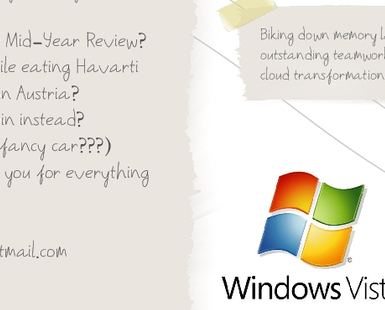 Mid-Year Review?
ile eating Havarti
n Austria?
in instead?
fancy car???)
you for everything
tmail.com
Biking down memory l
outstanding teamwork
cloud transformation
Windows Vist